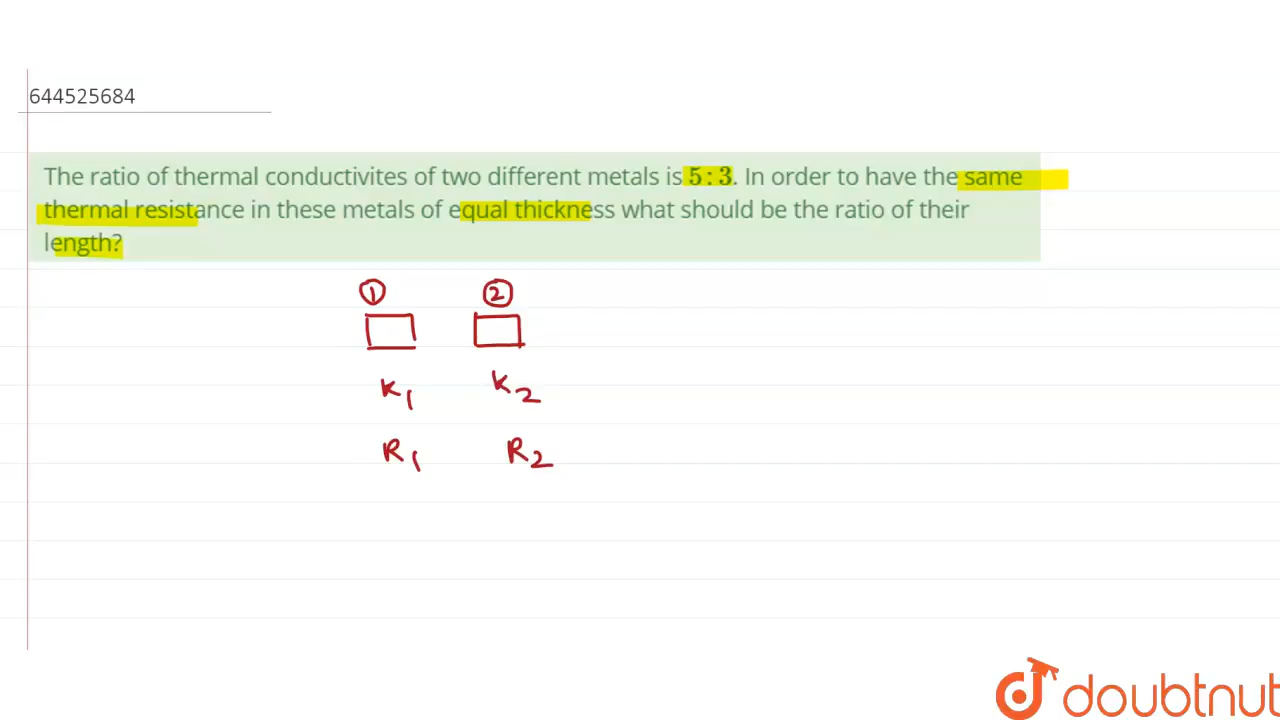 644525684
The ratio of thermal conductivites of two different metals is 5 : 3. In order to have the same
thermal resistance in these metals of equal thickness what should be the ratio of their
length?
1 2
K1 K2
R1 R2
doubtnut